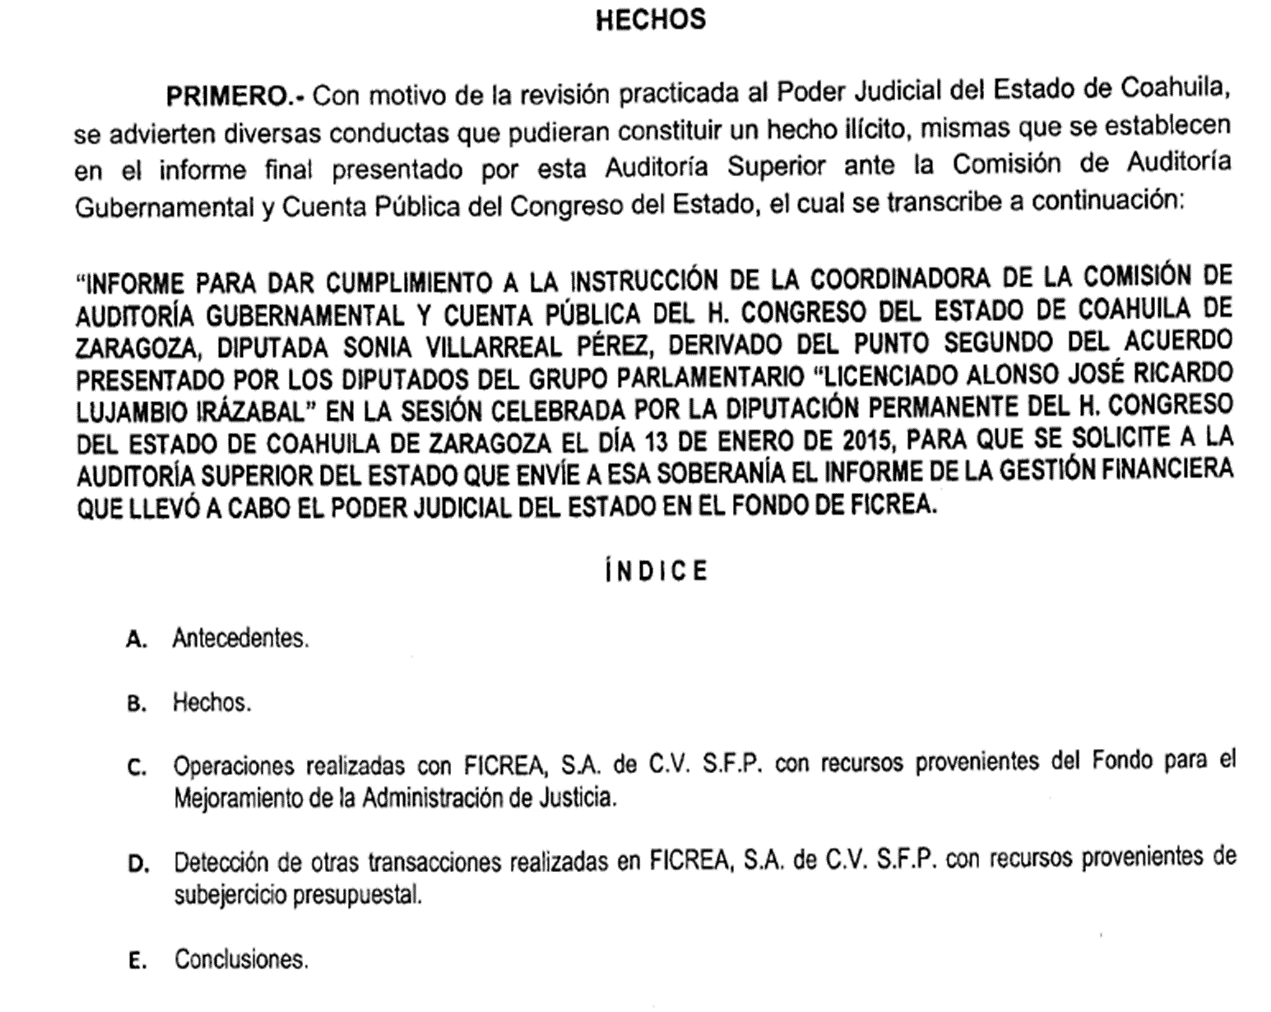 HECHOS
PRIMERO.- Con motivo de la revisión practicada al Poder Judicial del Estado de Coahuila,
se advierten diversas conductas que pudieran constituir un hecho ilícito, mismas que se establecen
en el informe final presentado por esta Auditoría Superior ante la Comisión de Auditoría
Gubernamental y Cuenta Pública del Congreso del Estado, el cual se transcribe a continuación:
“INFORME PARA DAR CUMPLIMIENTO A LA INSTRUCCIÓN DE LA COORDINADORA DE LA COMISIÓN DE
AUDITORÍA GUBERNAMENTAL Y CUENTA PÚBLICA DEL H. CONGRESO DEL ESTADO DE COAHUILA DE
ZARAGOZA, DIPUTADA SONIA VILLARREAL PÉREZ, DERIVADO DEL PUNTO SEGUNDO DEL ACUERDO
PRESENTADO POR LOS DIPUTADOS DEL GRUPO PARLAMENTARIO “LICENCIADO ALONSO JOSÉ RICARDO
LUJAMBIO IRÁZABAL” EN LA SESIÓN CELEBRADA POR LA DIPUTACIÓN PERMANENTE DEL H. CONGRESO
DEL ESTADO DE COAHUILA DE ZARAGOZA EL DÍA 13 DE ENERO DE 2015, PARA QUE SE SOLICITE A LA
AUDITORÍA SUPERIOR DEL ESTADO QUE ENVÍE A ESA SOBERANÍA EL INFORME DE LA GESTIÓN FINANCIERA
QUE LLEVÓ A CABO EL PODER JUDICIAL DEL ESTADO EN EL FONDO DE FICREA.
ÍNDICE
A. Antecedentes.
B. Hechos.
C. Operaciones realizadas con FICREA, S.A. de C.V. S.F.P. con recursos provenientes del Fondo para el
Mejoramiento de la Administración de Justicia.
D. Detección de otras transacciones realizadas en FICREA, S.A. de C.V. S.F.P. con recursos provenientes de
subejercicio presupuestal.
E. Conclusiones.